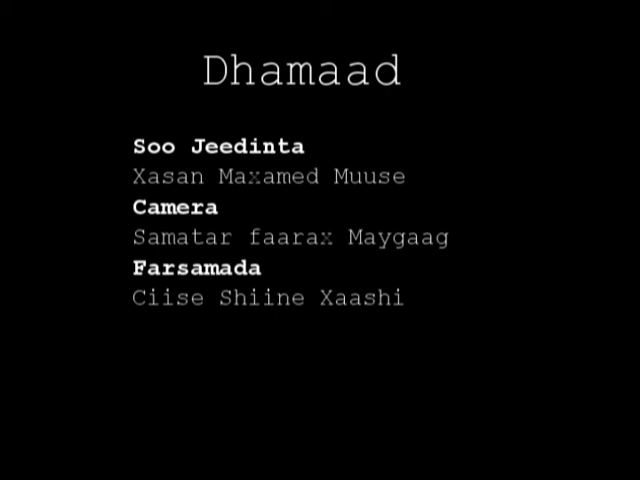 Dhamaad
Soo Jeedinta
Xasan Maxamed Muuse
Camera
Samatar faarax Maygaag
Farsamada
Ciise Shiine Xaashi